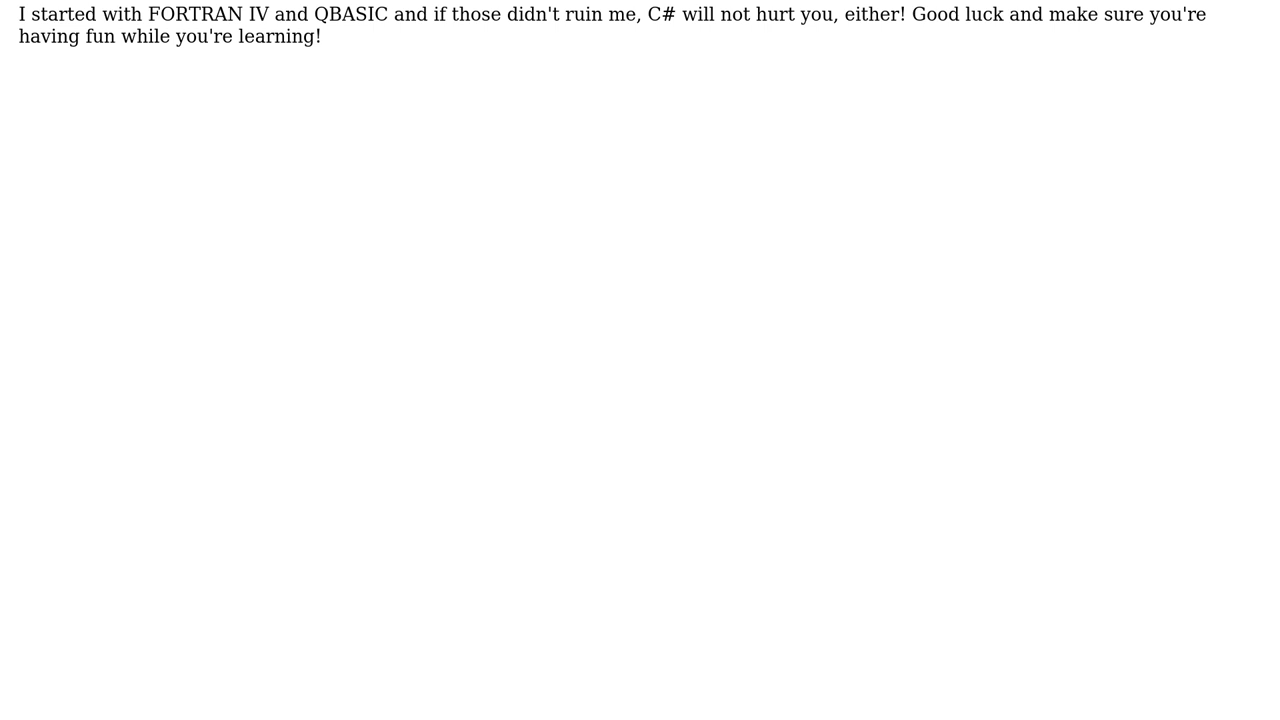 I started with FORTRAN IV and QBASIC and if those didn't ruin me, C# will not hurt you, either! Good luck and make sure you're
having fun while you're learning!